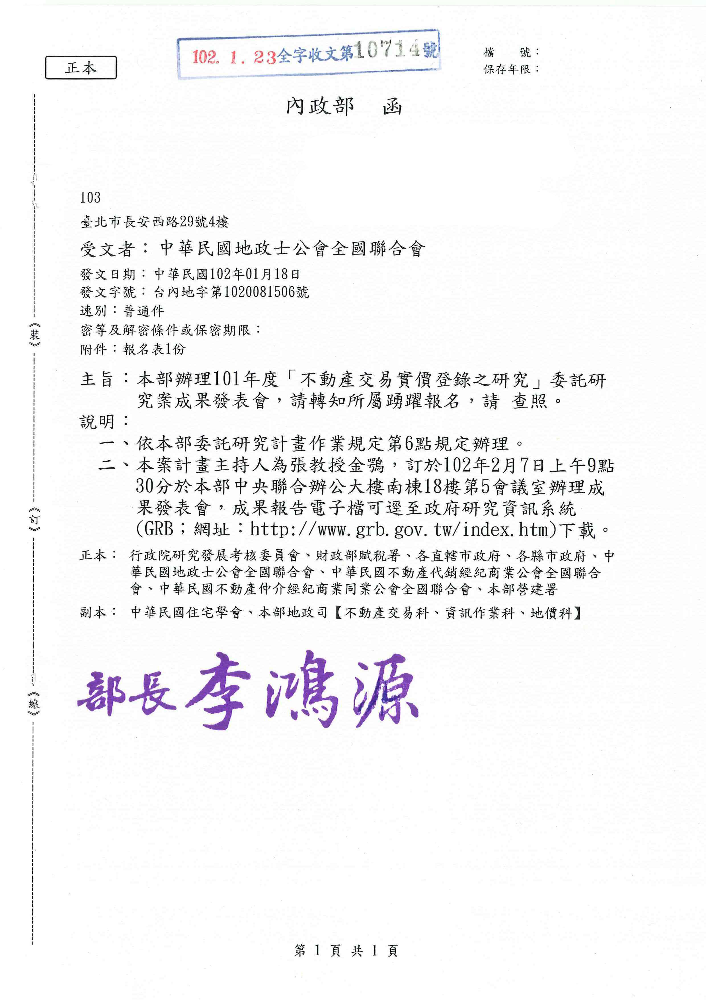 正本
102. 1. 23全字收文第10714號
檔　　號：
保存年限：
內政部　函
103
臺北市長安西路29號4樓
受文者：中華民國地政士公會全國聯合會
發文日期：中華民國102年01月18日
發文字號：台內地字第1020081506號
速別：普通件
密等及解密條件或保密期限：
附件：報名表1份
主旨：本部辦理101年度「不動產交易實價登錄之研究」委託研
究案成果發表會，請轉知所屬踴躍報名，請　查照。
說明：
一、依本部委託研究計畫作業規定第6點規定辦理。
二、本案計畫主持人為張教授金鶚，訂於102年2月7日上午9點
30分於本部中央聯合辦公大樓南棟18樓第5會議室辦理成
果發表會，成果報告電子檔可逕至政府研究資訊系統
(GRB；網址：http://www.grb.gov.tw/index.htm)下載。
正本：行政院研究發展考核委員會、財政部賦稅署、各直轄市政府、各縣市政府、中
華民國地政士公會全國聯合會、中華民國不動產代銷經紀商業公會全國聯合
會、中華民國不動產仲介經紀商業同業公會全國聯合會、本部營建署
副本：中華民國住宅學會、本部地政司【不動產交易科、資訊作業科、地價科】
部長 李鴻源
《裝》
《訂》
《線》
第 1 頁 共 1 頁